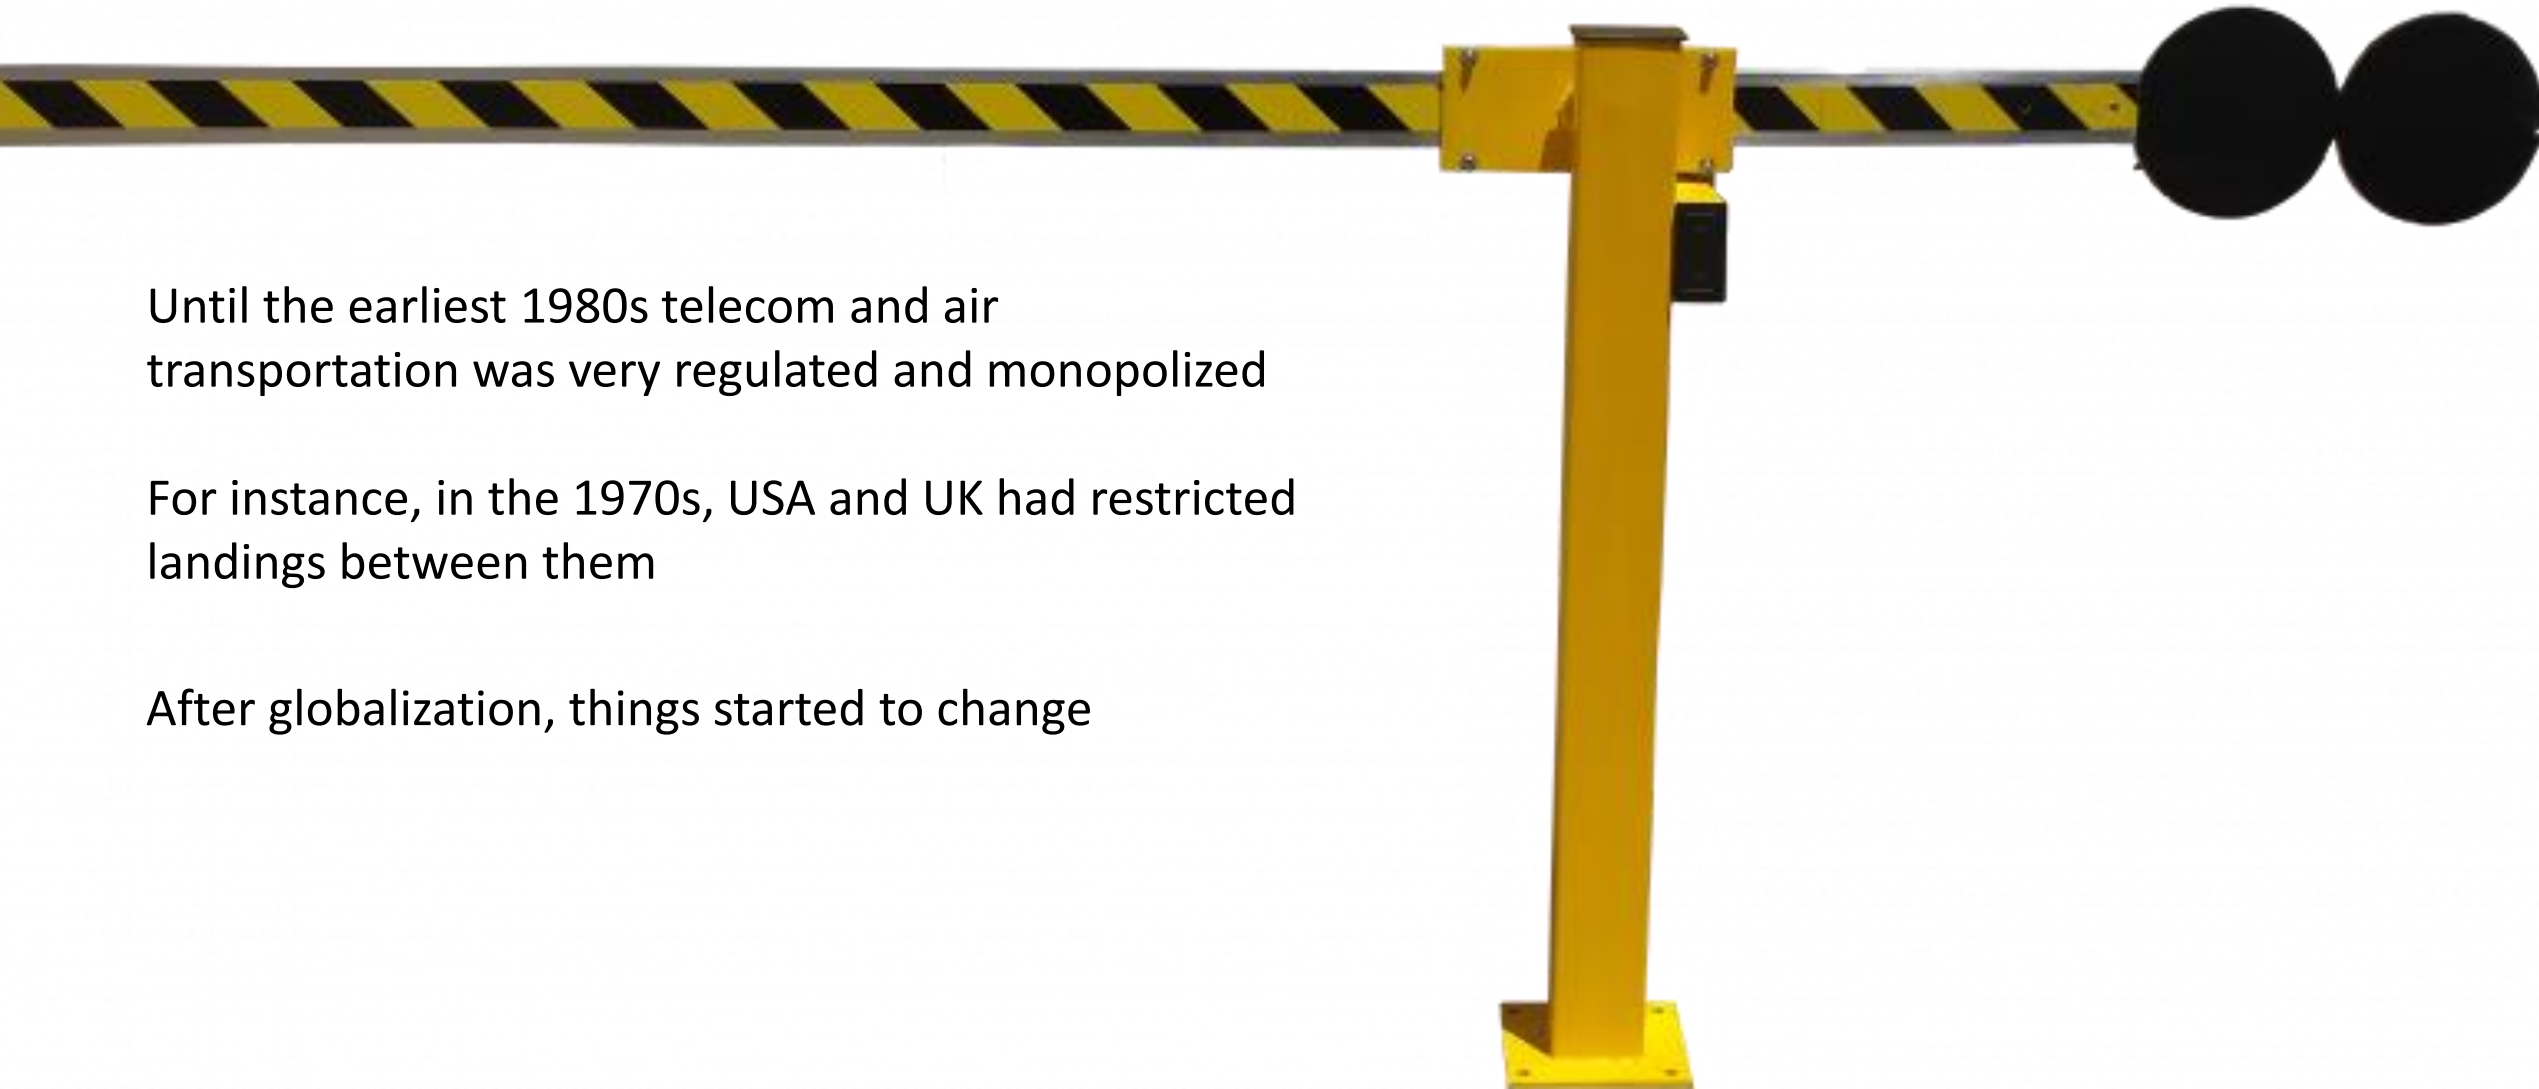 Until the earliest 1980s telecom and air
transportation was very regulated and monopolized
For instance, in the 1970s, USA and UK had restricted
landings between them
After globalization, things started to change